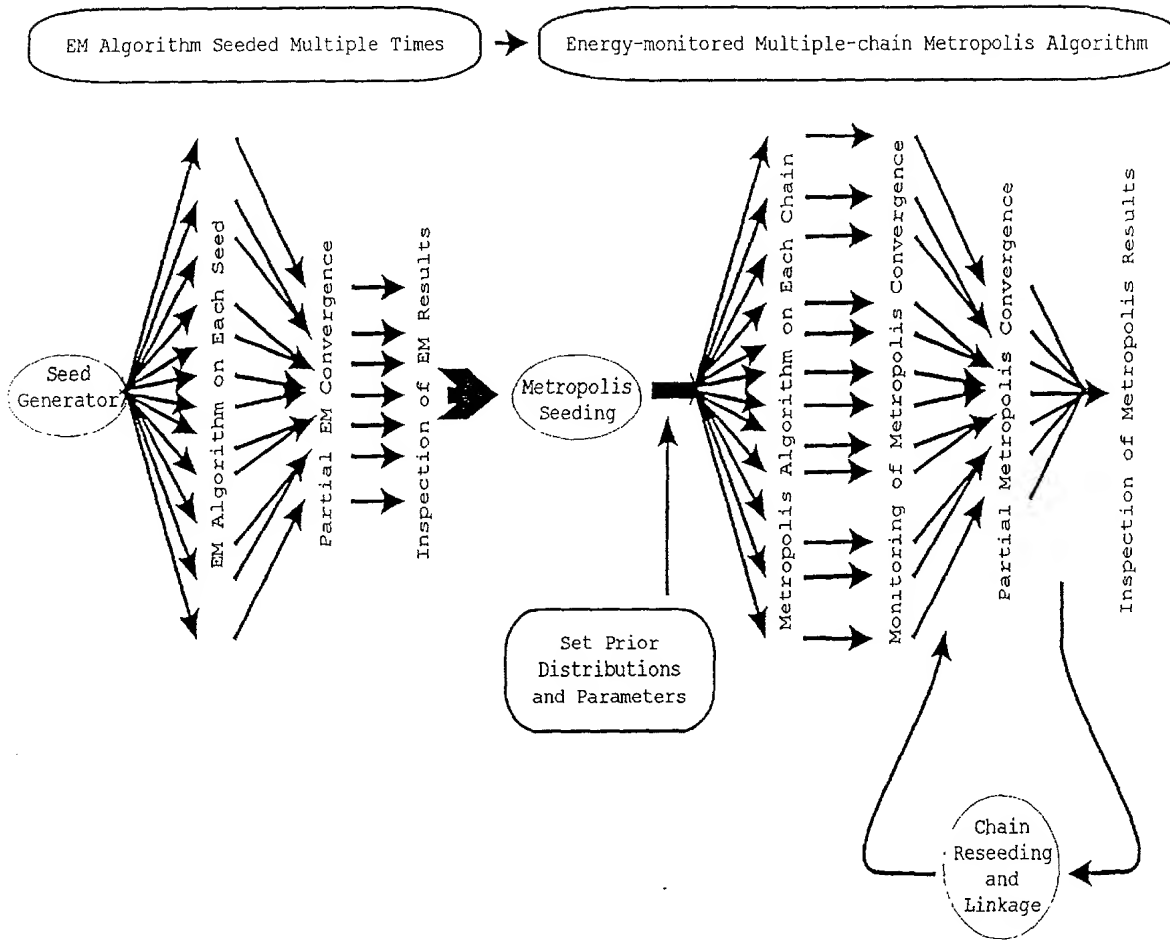 EM Algorithm Seeded Multiple Times
Energy-monitored Multiple-chain Metropolis Algorithm
Seed
Generator
EM Algorithm on Each Seed
Partial EM Convergence
Inspection of EM Results
Metropolis
Seeding
Set Prior
Distributions
and Parameters
Metropolis Algorithm on Each Chain
Monitoring of Metropolis Convergence
Partial Metropolis Convergence
Inspection of Metropolis Results
Chain
Reseeding
and
Linkage